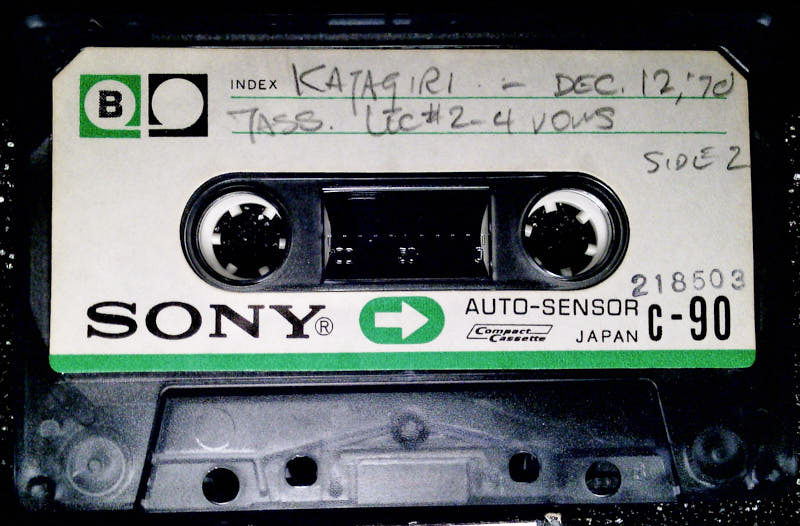 B
INDEX KATAGIRI - DEC. 12, '70
TASS. LEC #2-4 VOWS
SIDE 2
218503
SONY® AUTO-SENSOR C-90
Compact Cassette JAPAN